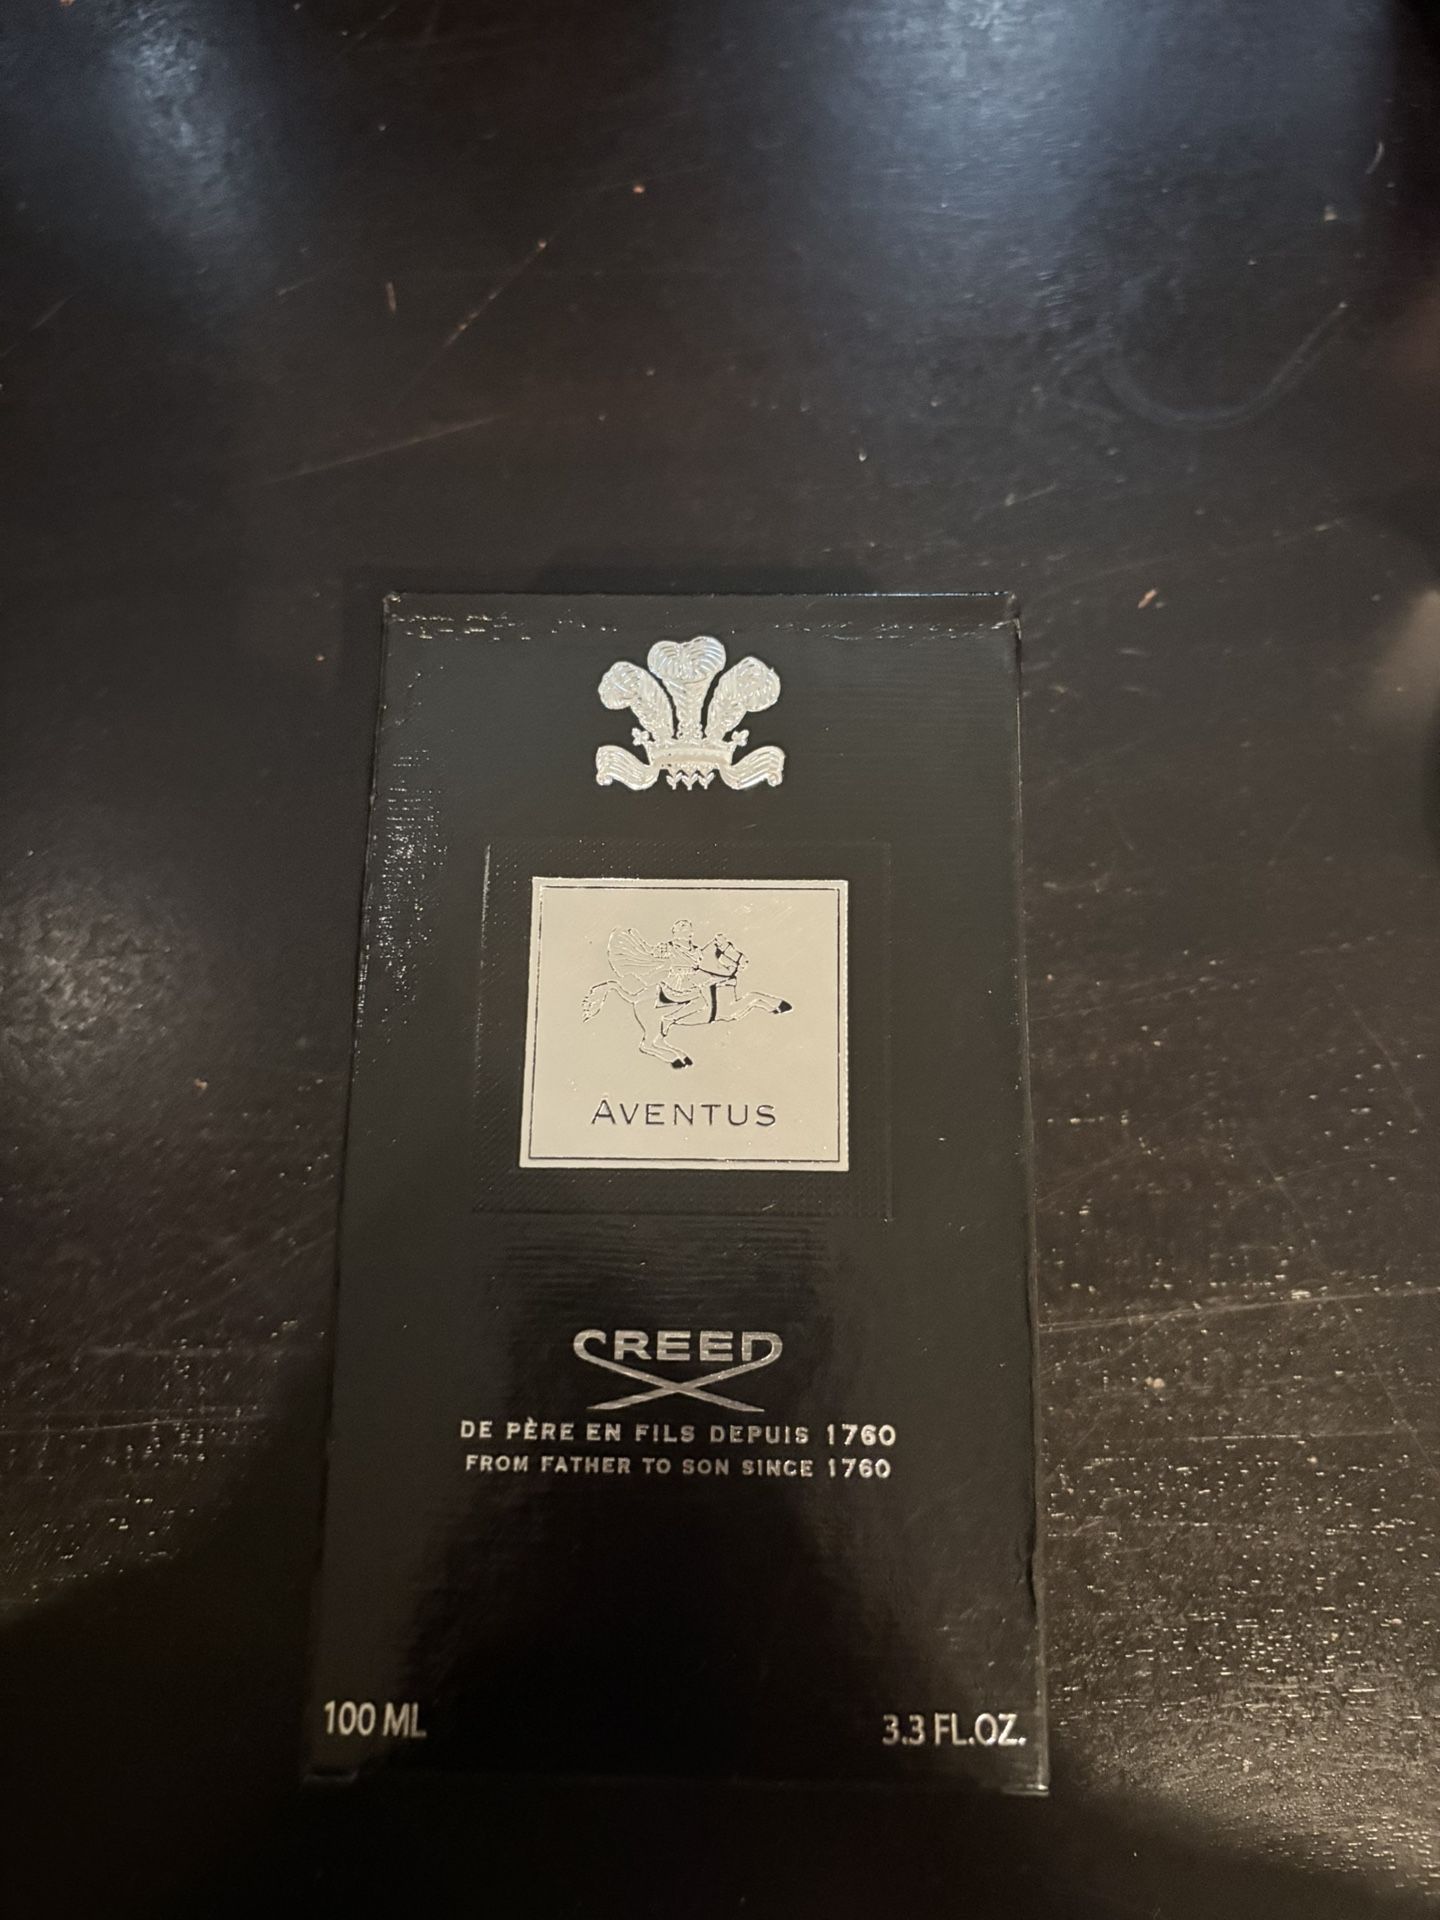 AVENTUS
CREED
DE PÈRE EN FILS DEPUIS 1760
FROM FATHER TO SON SINCE 1760
100 ML 3.3 FL.OZ.